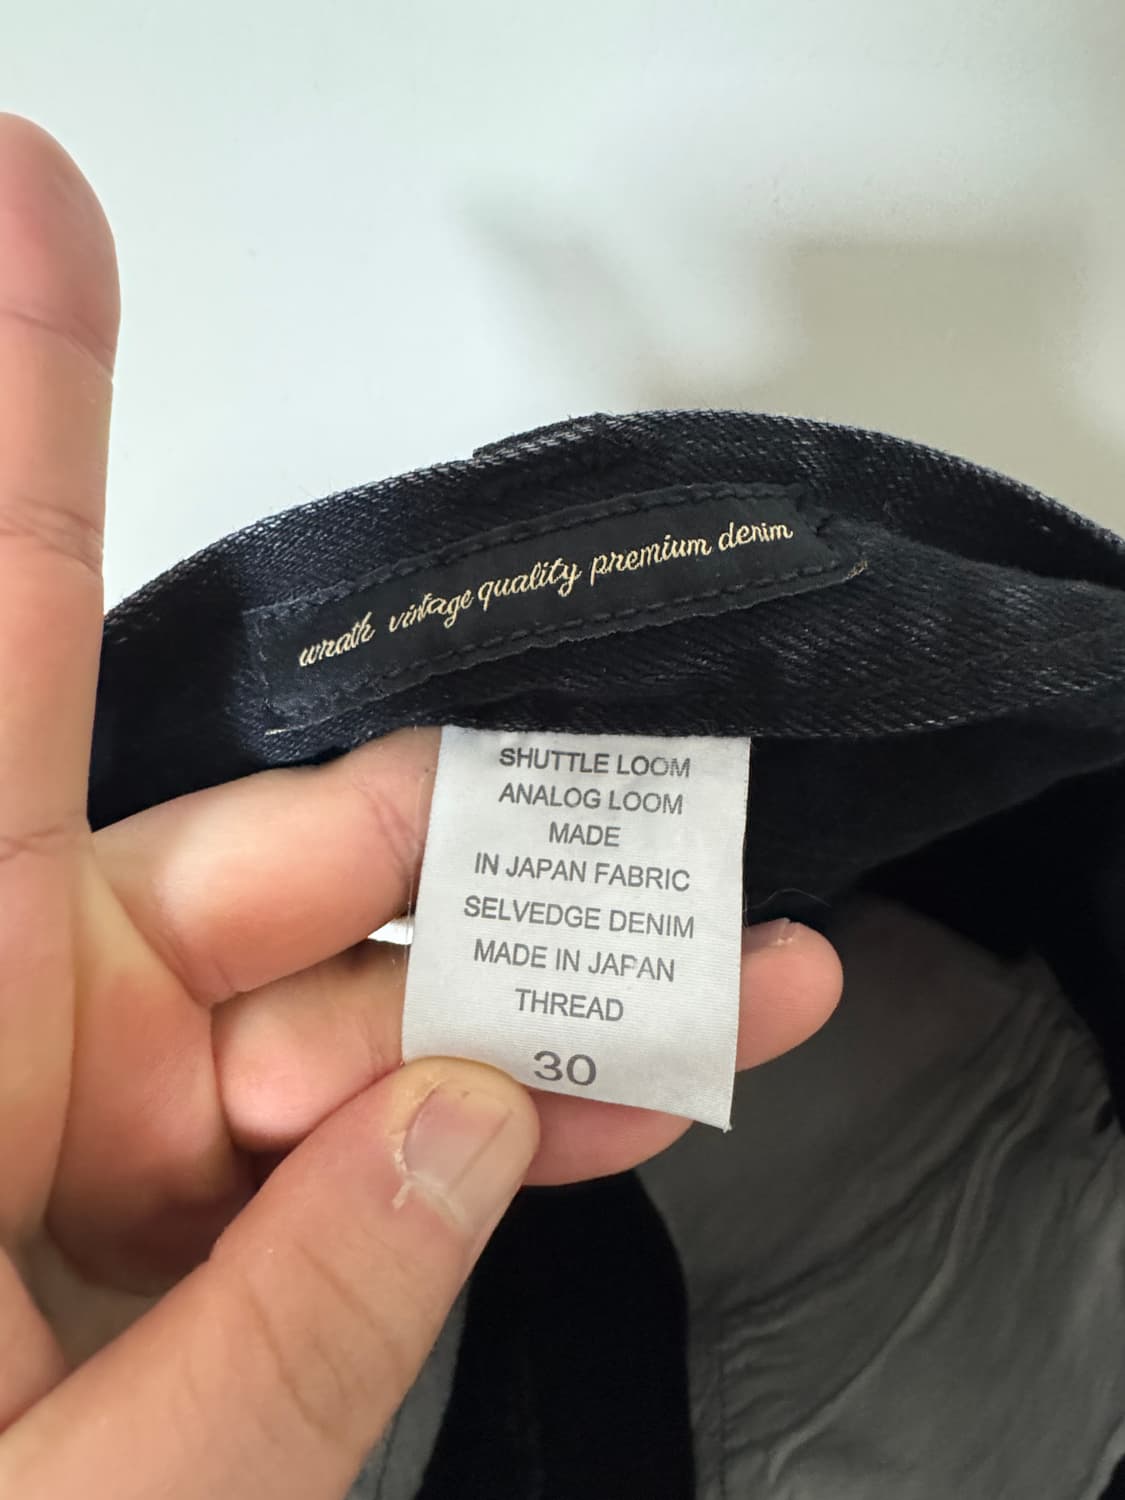 wrath vintage quality premium denim
SHUTTLE LOOM
ANALOG LOOM
MADE
IN JAPAN FABRIC
SELVEDGE DENIM
MADE IN JAPAN
THREAD
30